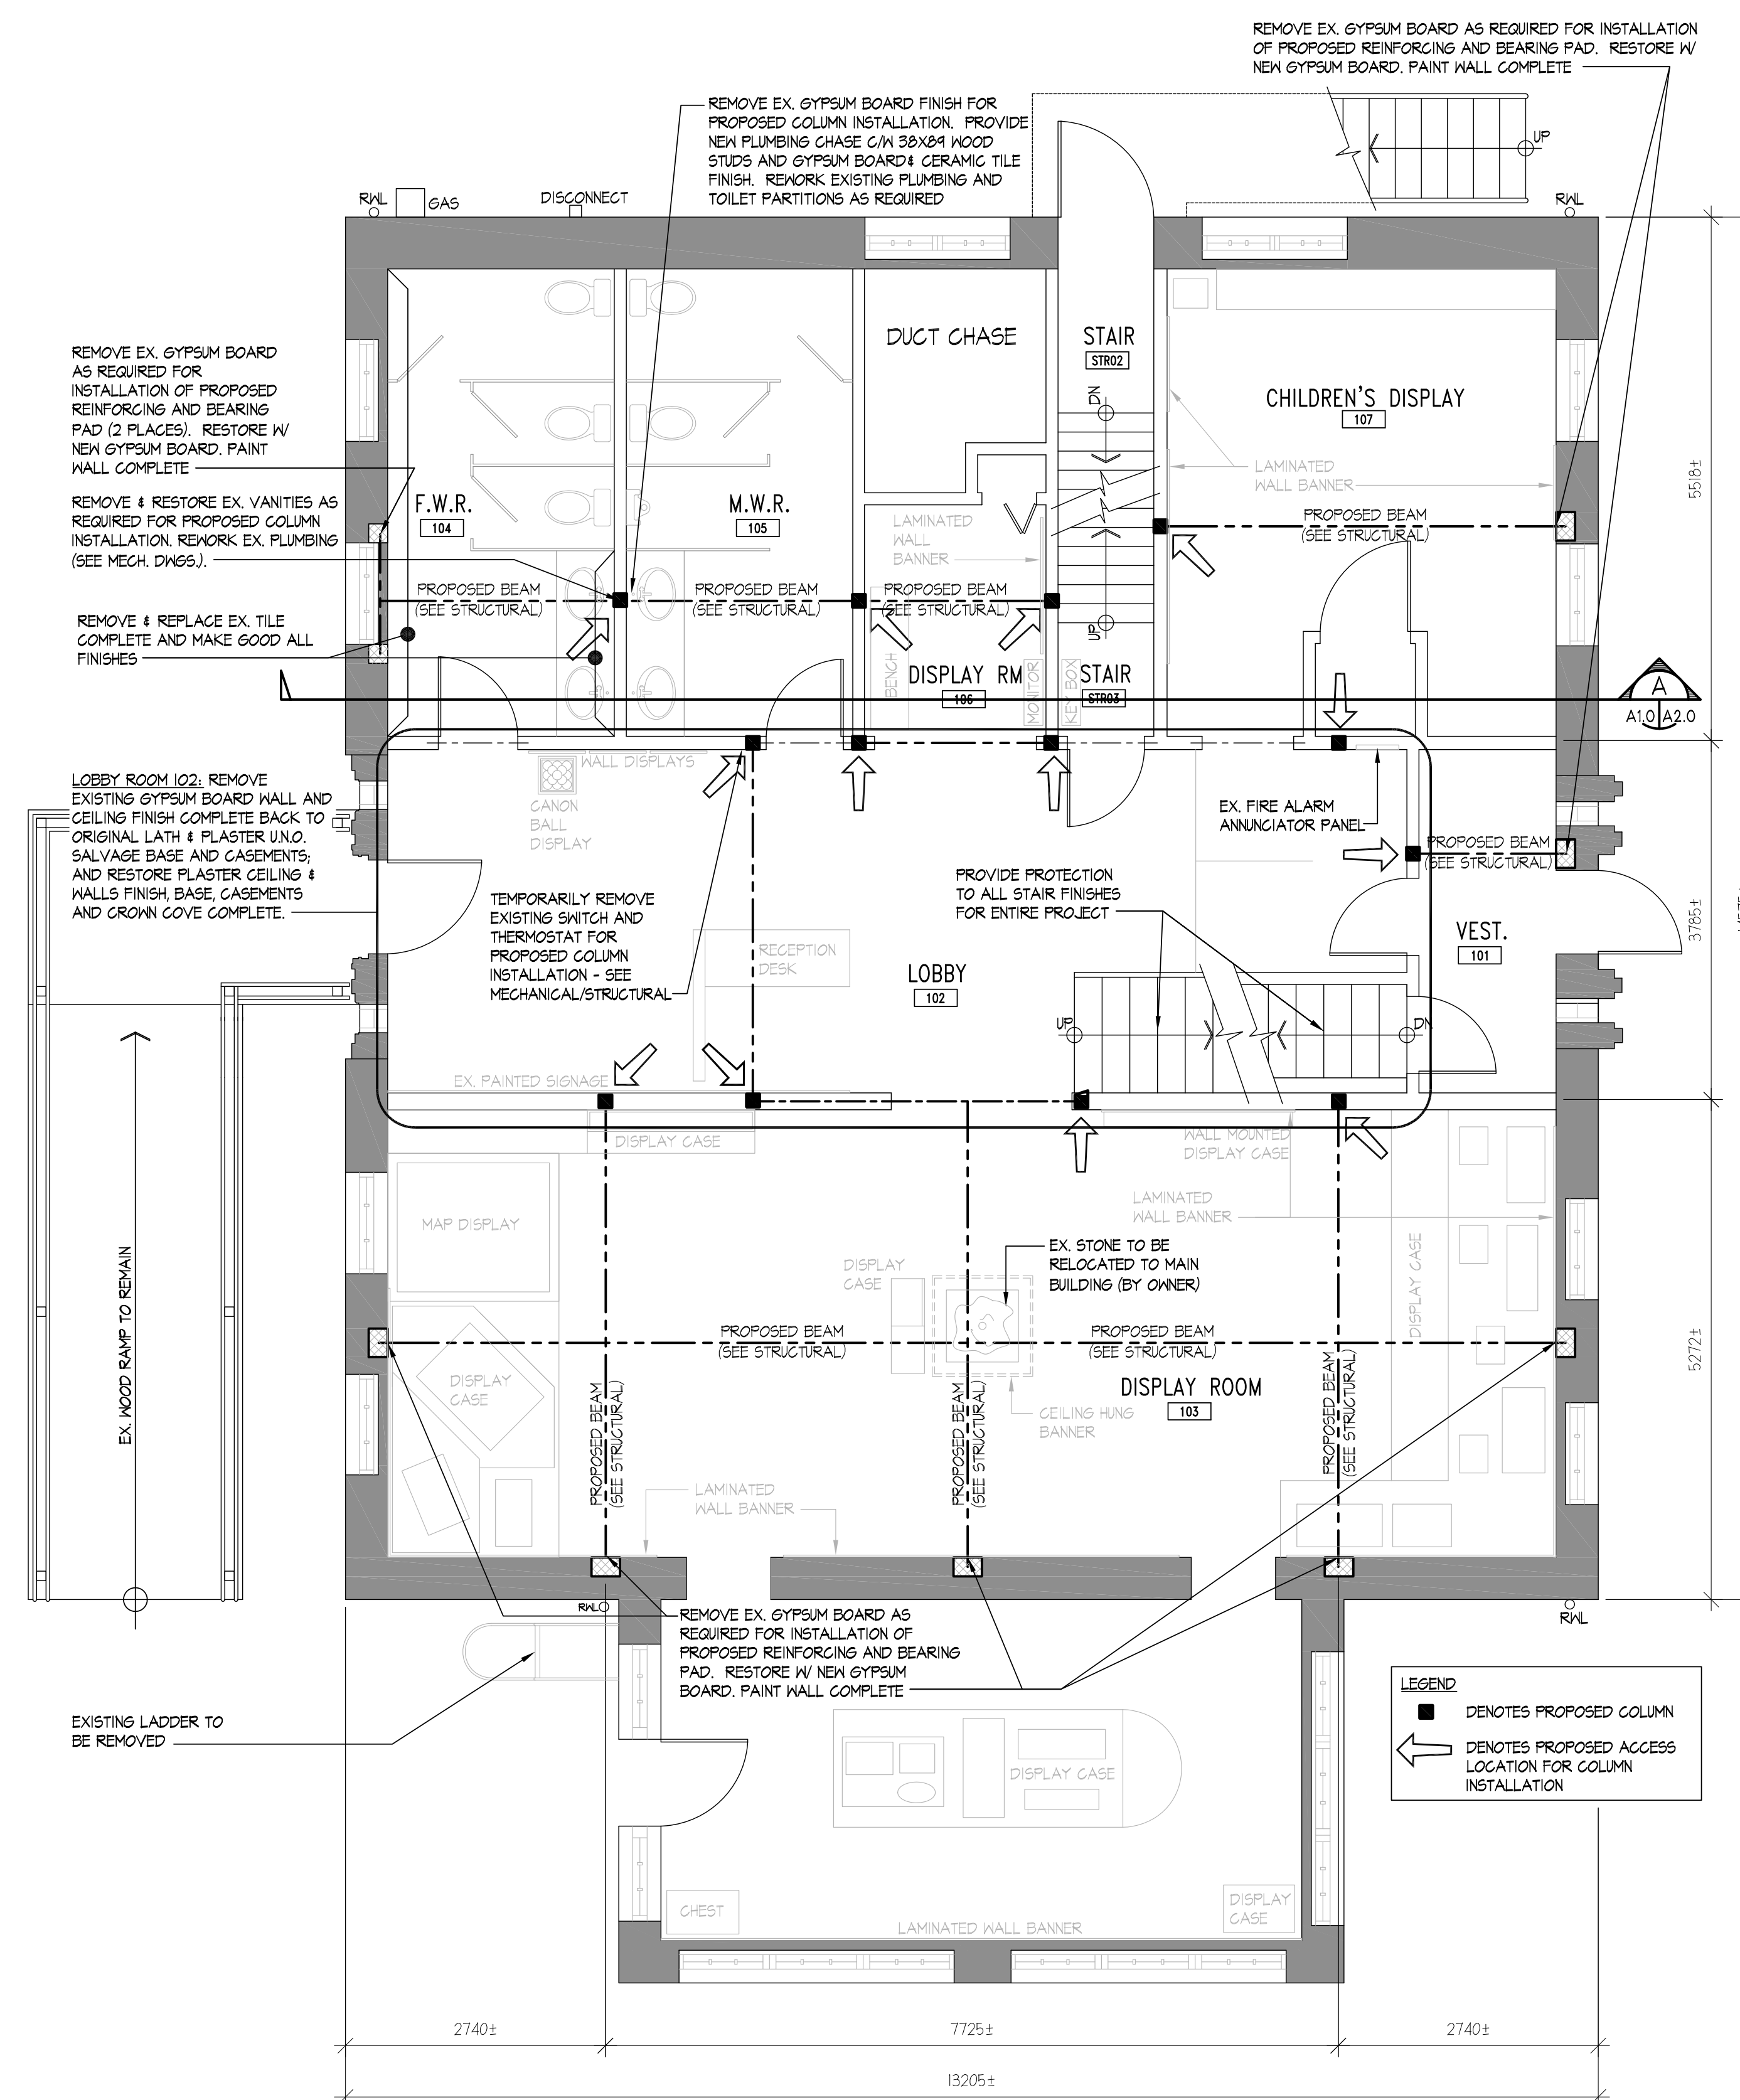 REMOVE EX. GYPSUM BOARD AS REQUIRED FOR INSTALLATION
OF PROPOSED REINFORCING AND BEARING PAD. RESTORE W/
NEW GYPSUM BOARD. PAINT WALL COMPLETE
REMOVE EX. GYPSUM BOARD FINISH FOR
PROPOSED COLUMN INSTALLATION. PROVIDE
NEW PLUMBING CHASE C/W 38X89 WOOD
STUDS AND GYPSUM BOARD & CERAMIC TILE
FINISH. REWORK EXISTING PLUMBING AND
TOILET PARTITIONS AS REQUIRED
UP
RWL
GAS
DISCONNECT
RWL
REMOVE EX. GYPSUM BOARD
AS REQUIRED FOR
INSTALLATION OF PROPOSED
REINFORCING AND BEARING
PAD (2 PLACES). RESTORE W/
NEW GYPSUM BOARD. PAINT
WALL COMPLETE
REMOVE & RESTORE EX. VANITIES AS
REQUIRED FOR PROPOSED COLUMN
INSTALLATION. REWORK EX. PLUMBING
(SEE MECH. DWGS.).
REMOVE & REPLACE EX. TILE
COMPLETE AND MAKE GOOD ALL
FINISHES
DUCT CHASE
STAIR
STR02
DN
CHILDREN'S DISPLAY
107
LAMINATED
WALL BANNER
5518±
F.W.R.
104
M.W.R.
105
LAMINATED
WALL
BANNER
PROPOSED BEAM
(SEE STRUCTURAL)
PROPOSED BEAM
(SEE STRUCTURAL)
PROPOSED BEAM
(SEE STRUCTURAL)
PROPOSED BEAM
(SEE STRUCTURAL)
UP
BENCH
DISPLAY RM
106
MONITOR
KEY BOX
STAIR
STR03
A
A1.0
A2.0
WALL DISPLAYS
CANON
BALL
DISPLAY
LOBBY ROOM 102: REMOVE
EXISTING GYPSUM BOARD WALL AND
CEILING FINISH COMPLETE BACK TO
ORIGINAL LATH & PLASTER U.N.O.
SALVAGE BASE AND CASEMENTS;
AND RESTORE PLASTER CEILING &
WALLS FINISH, BASE, CASEMENTS
AND CROWN COVE COMPLETE.
EX. FIRE ALARM
ANNUNCIATOR PANEL
PROPOSED BEAM
(SEE STRUCTURAL)
TEMPORARILY REMOVE
EXISTING SWITCH AND
THERMOSTAT FOR
PROPOSED COLUMN
INSTALLATION - SEE
MECHANICAL/STRUCTURAL
PROVIDE PROTECTION
TO ALL STAIR FINISHES
FOR ENTIRE PROJECT
RECEPTION
DESK
LOBBY
102
VEST.
101
3785±
UP
DN
EX. PAINTED SIGNAGE
DISPLAY CASE
WALL MOUNTED
DISPLAY CASE
MAP DISPLAY
LAMINATED
WALL BANNER
EX. STONE TO BE
RELOCATED TO MAIN
BUILDING (BY OWNER)
DISPLAY
CASE
DISPLAY CASE
EX. WOOD RAMP TO REMAIN
PROPOSED BEAM
(SEE STRUCTURAL)
PROPOSED BEAM
(SEE STRUCTURAL)
5272±
DISPLAY
CASE
DISPLAY ROOM
103
CEILING HUNG
BANNER
PROPOSED BEAM
(SEE STRUCTURAL)
PROPOSED BEAM
(SEE STRUCTURAL)
PROPOSED BEAM
(SEE STRUCTURAL)
LAMINATED
WALL BANNER
RWL
RWL
REMOVE EX. GYPSUM BOARD AS
REQUIRED FOR INSTALLATION OF
PROPOSED REINFORCING AND BEARING
PAD. RESTORE W/ NEW GYPSUM
BOARD. PAINT WALL COMPLETE
EXISTING LADDER TO
BE REMOVED
LEGEND
DENOTES PROPOSED COLUMN
DENOTES PROPOSED ACCESS
LOCATION FOR COLUMN
INSTALLATION
DISPLAY CASE
CHEST
DISPLAY
CASE
LAMINATED WALL BANNER
2740±
7725±
2740±
13205±